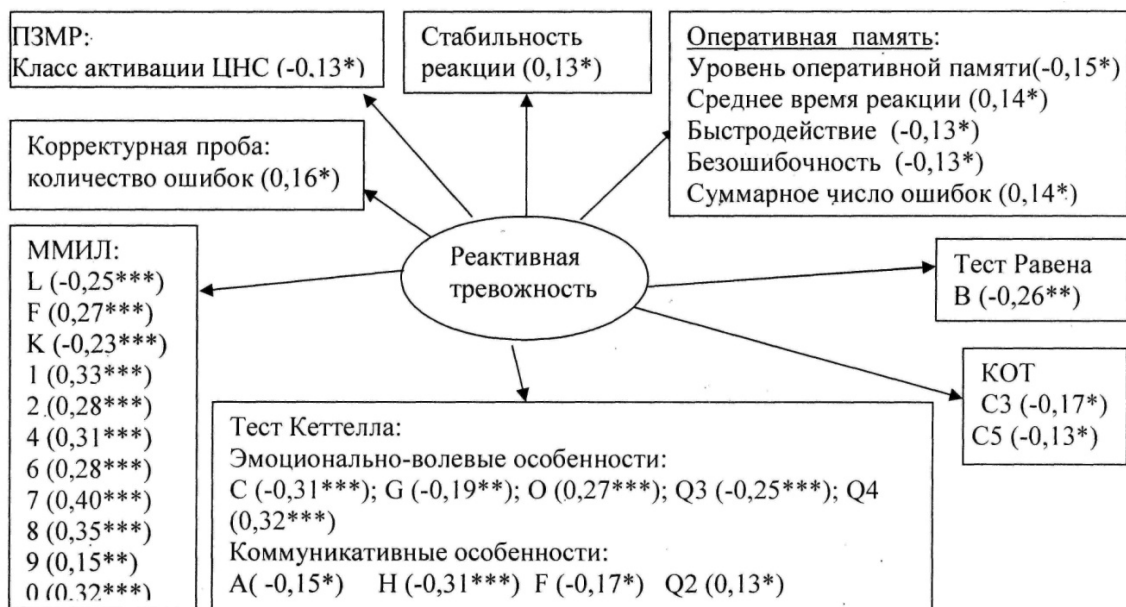 ПЗМР:
Класс активации ЦНС (-0,13*)
Стабильность
реакции (0,13*)
Оперативная память:
Уровень оперативной памяти(-0,15*)
Среднее время реакции (0,14*)
Быстродействие (-0,13*)
Безошибочность (-0,13*)
Суммарное число ошибок (0,14*)
Корректурная проба:
количество ошибок (0,16*)
ММИЛ:
L (-0,25***)
F (0,27***)
K (-0,23***)
1 (0,33***)
2 (0,28***)
4 (0,31***)
6 (0,28***)
7 (0,40***)
8 (0,35***)
9 (0,15**)
0 (0,32***)
Реактивная
тревожность
Тест Равена
В (-0,26**)
КОТ
С3 (-0,17*)
С5 (-0,13*)
Тест Кеттелла:
Эмоционально-волевые особенности:
C (-0,31***); G (-0,19**); O (0,27***); Q3 (-0,25***); Q4
(0,32***)
Коммуникативные особенности:
A( -0,15*) H (-0,31***) F (-0,17*) Q2 (0,13*)